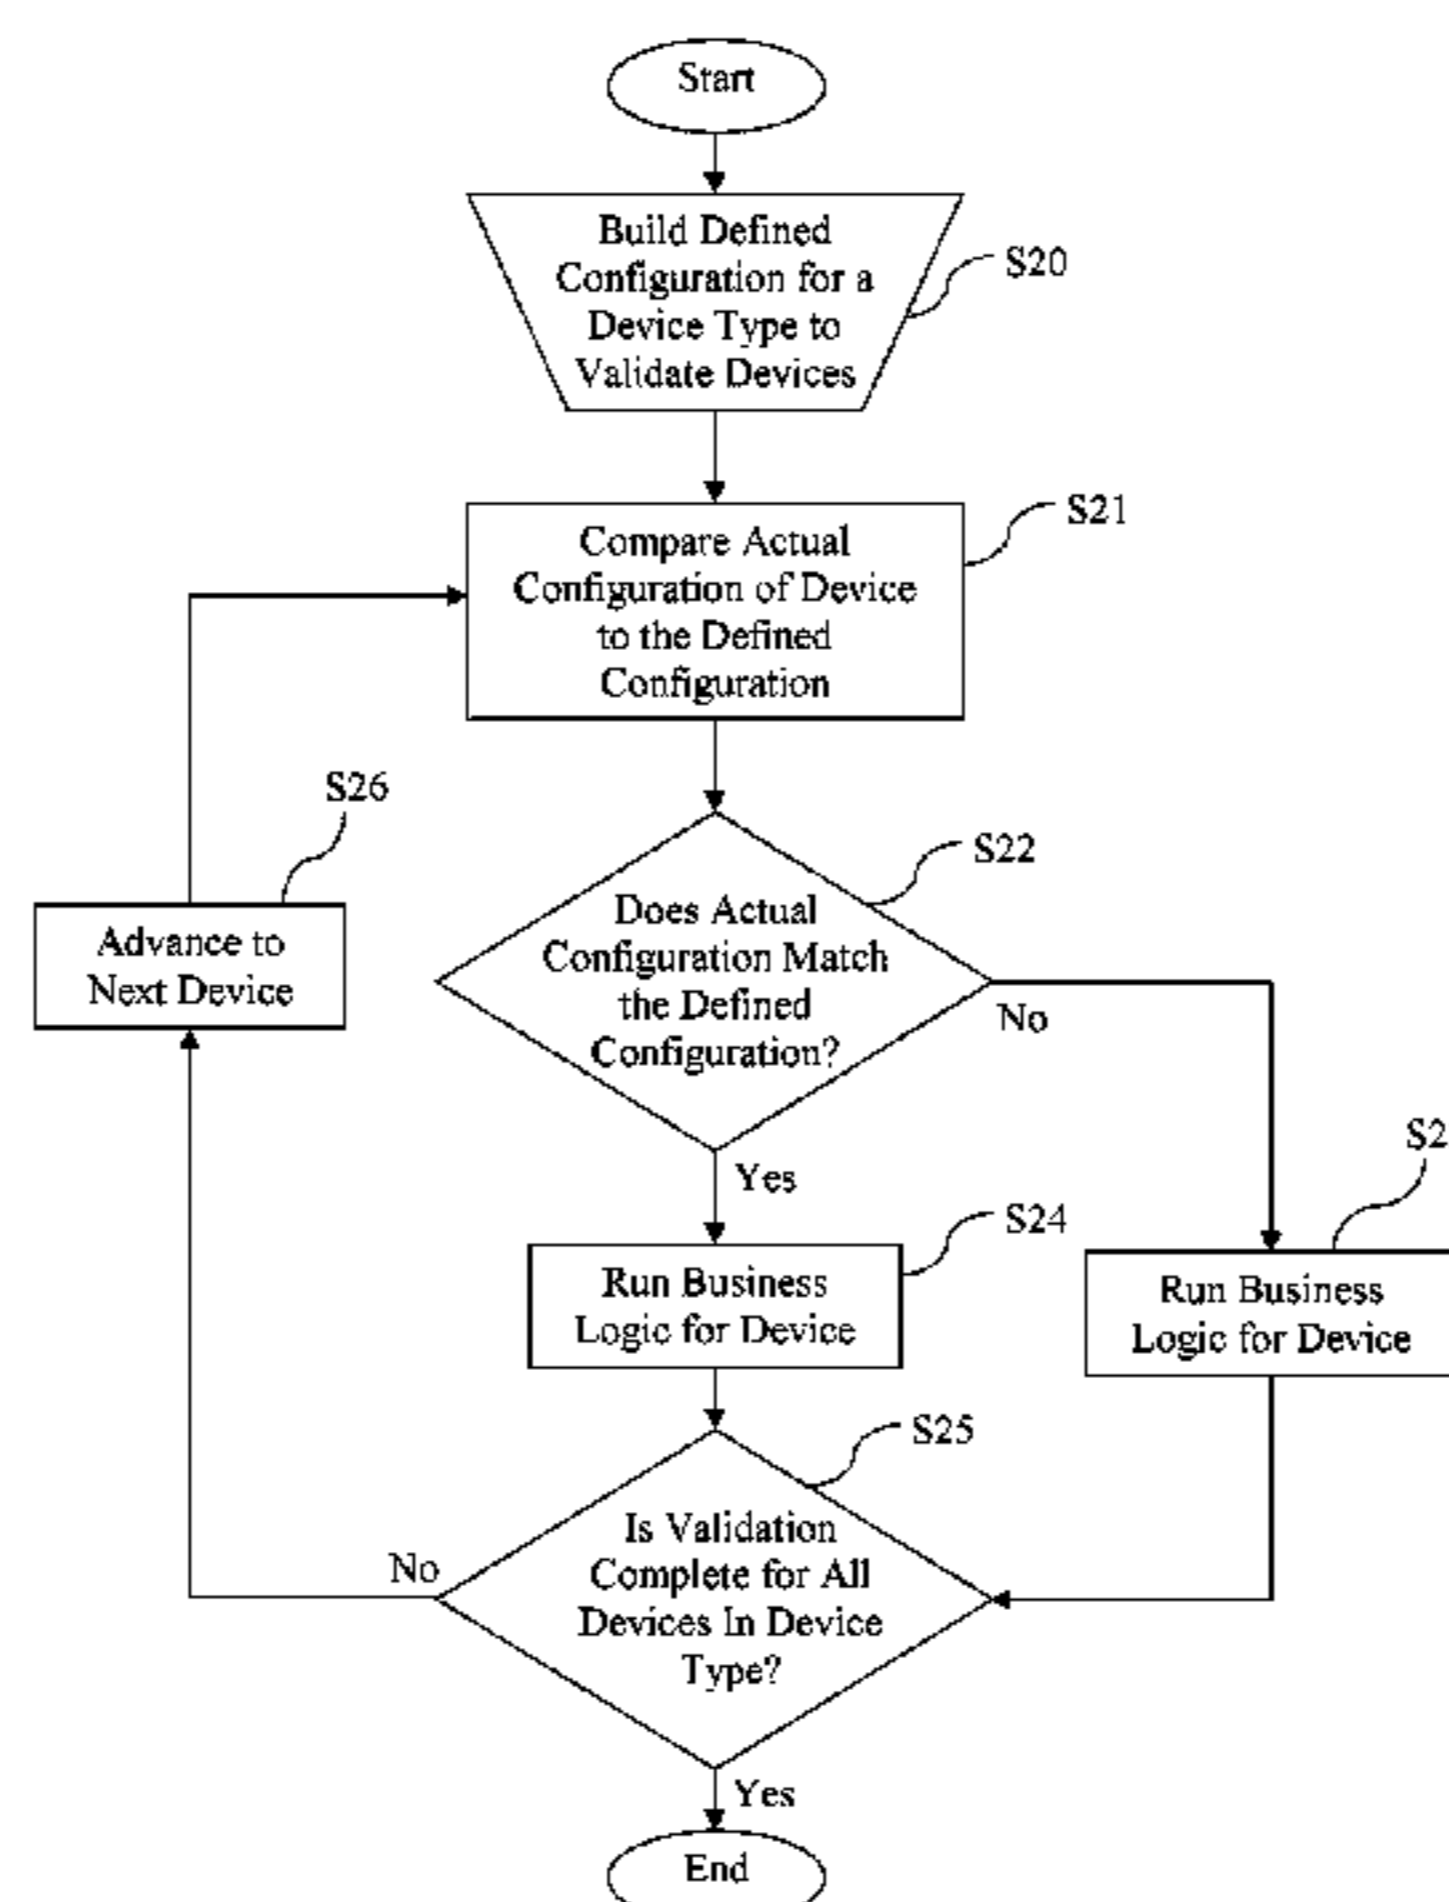 Start
Build Defined
Configuration for a
Device Type to
Validate Devices
S20
Compare Actual
Configuration of Device
to the Defined
Configuration
S21
S26
Advance to
Next Device
S22
Does Actual
Configuration Match
the Defined
Configuration?
No
Yes
S2
S24
Run Business
Logic for Device
Run Business
Logic for Device
S25
Is Validation
Complete for All
Devices In Device
Type?
No
Yes
End